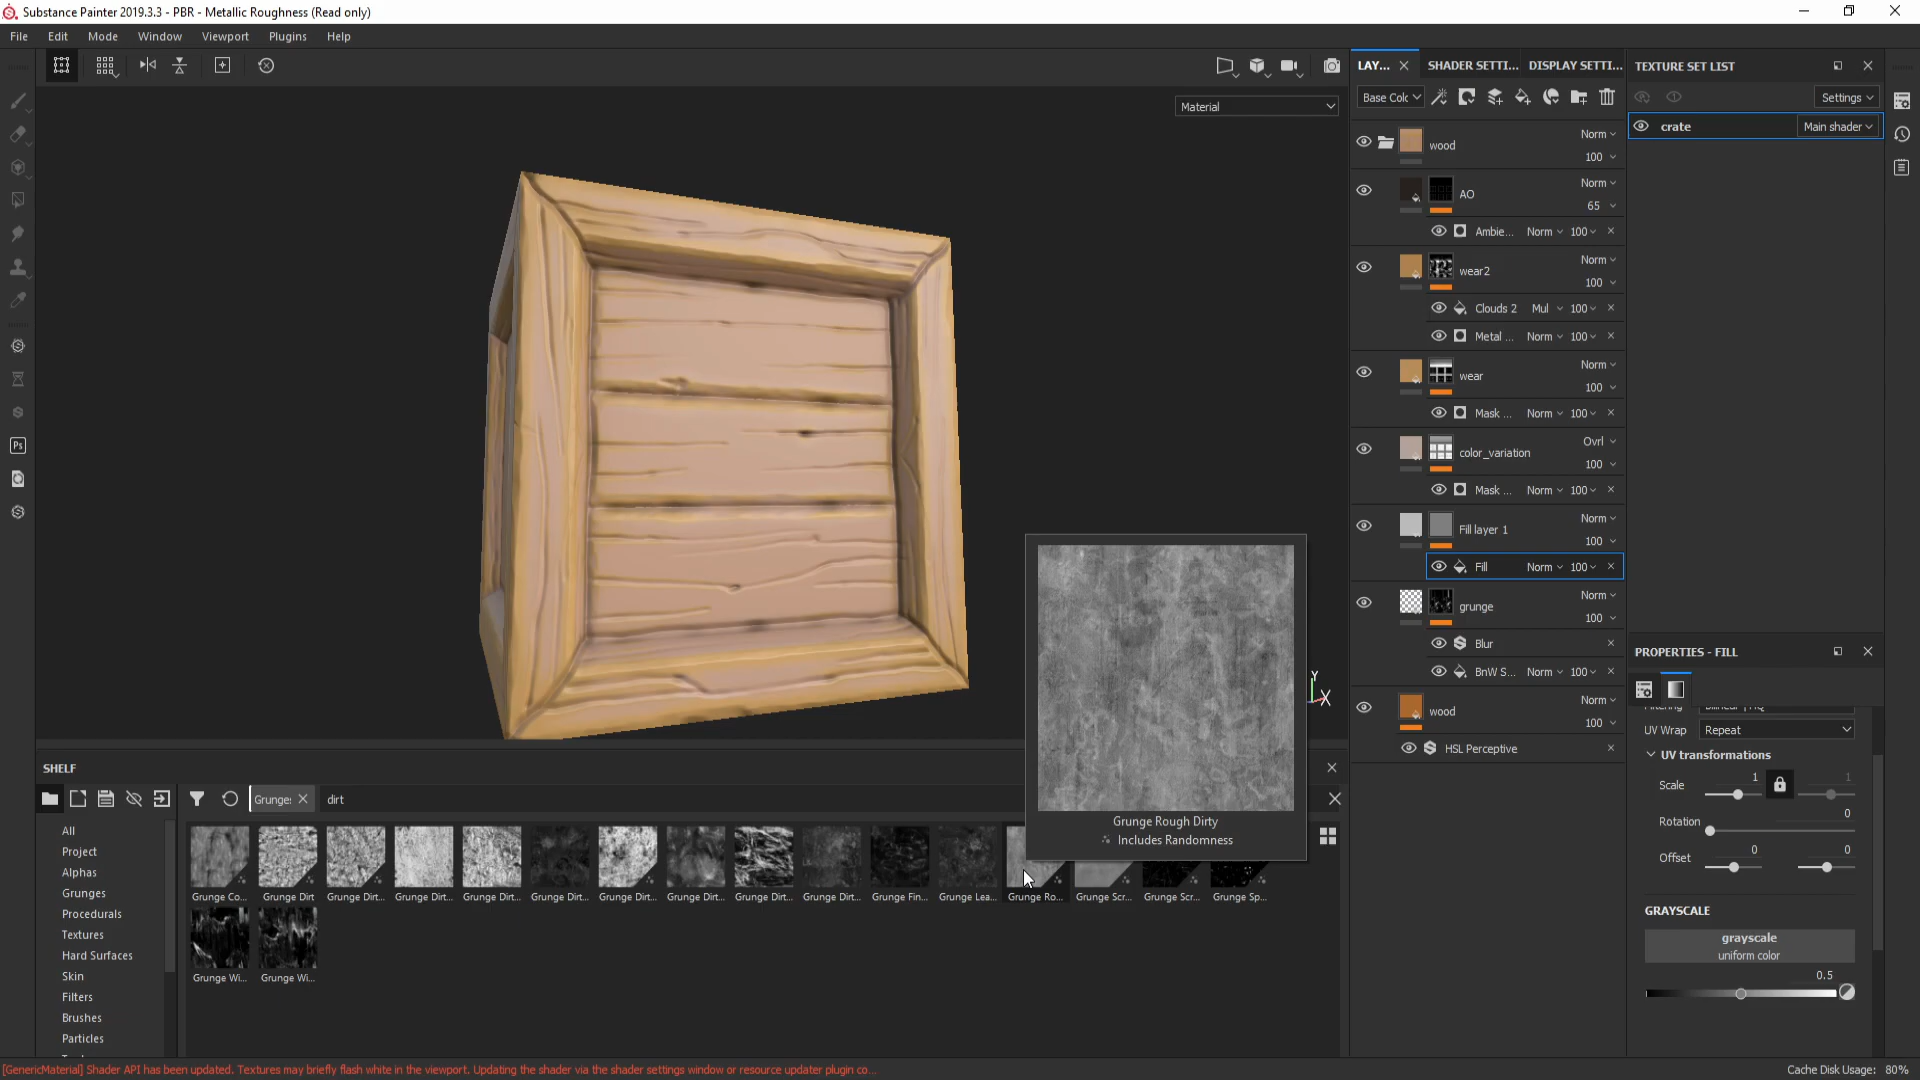 Substance Painter 2019.3.3 - PBR - Metallic Roughness (Read only)
File Edit Mode Window Viewport Plugins Help
Material
LAY... SHADER SETTI... DISPLAY SETTI...
Base Colc
wood Norm 100
AO Norm 65
Ambie... Norm 100
wear2 Norm 100
Clouds 2 Mul 100
Metal ... Norm 100
wear Norm 100
Mask ... Norm 100
color_variation Ovrl 100
Mask ... Norm 100
Fill layer 1 Norm 100
Fill Norm 100
grunge Norm 100
Blur
BnW S... Norm 100
wood Norm 100
HSL Perceptive
TEXTURE SET LIST
Settings
crate Main shader
PROPERTIES - FILL
UV Wrap Repeat
UV transformations
Scale 1 1
Rotation 0
Offset 0 0
GRAYSCALE
grayscale
uniform color
0.5
Y
X
Ps
SHELF
Grunge: dirt
All
Project
Alphas
Grunges
Procedurals
Textures
Hard Surfaces
Skin
Filters
Brushes
Particles
Grunge Co... Grunge Dirt Grunge Dirt... Grunge Dirt... Grunge Dirt... Grunge Dirt... Grunge Dirt... Grunge Dirt... Grunge Dirt... Grunge Dirt... Grunge Fin... Grunge Lea... Grunge Ro... Grunge Scr... Grunge Scr... Grunge Sp...
Grunge Wi... Grunge Wi...
Grunge Rough Dirty
Includes Randomness
[GenericMaterial] Shader API has been updated. Textures may briefly flash white in the viewport. Updating the shader via the shader settings window or resource updater plugin co...
Cache Disk Usage: 80%